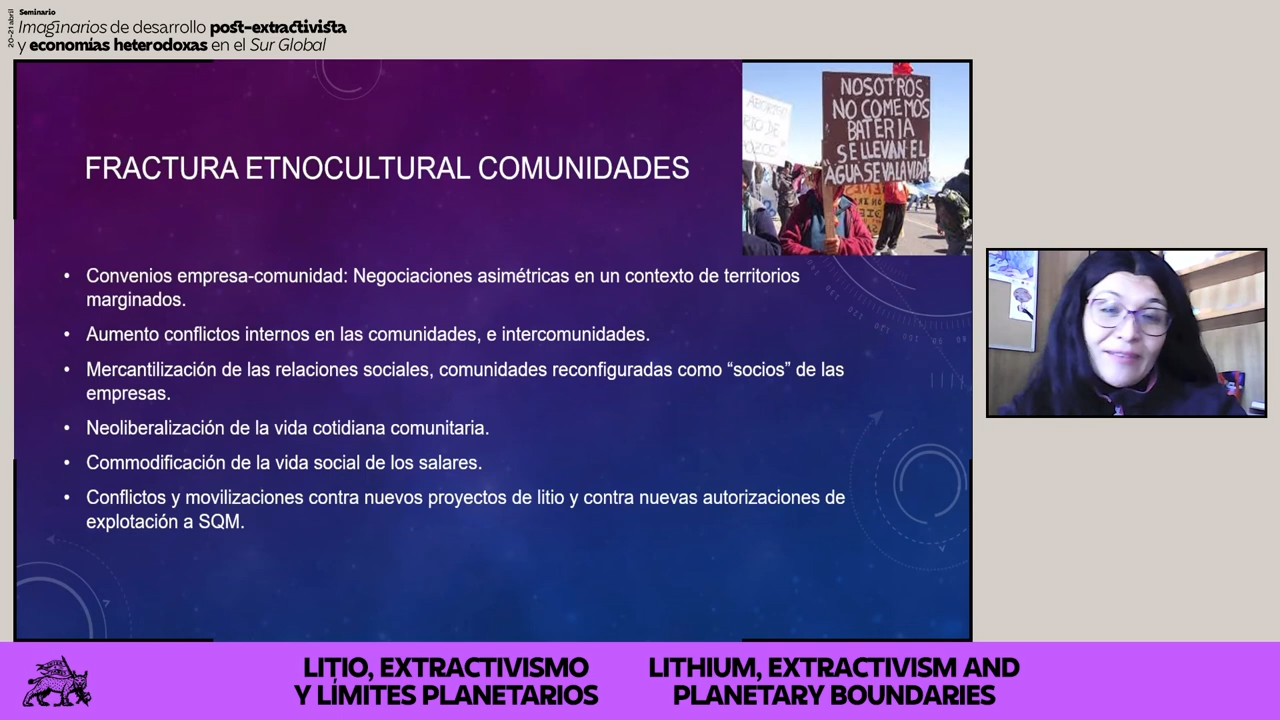 20-21 abril
Seminario
Imaginarios de desarrollo post-extractivista
y economías heterodoxas en el Sur Global
NOSOTROS
NO COMEMOS
BATERIA
SE LLEVAN EL
AGUA SE VA LA VIDA
FRACTURA ETNOCULTURAL COMUNIDADES
• Convenios empresa-comunidad: Negociaciones asimétricas en un contexto de territorios
marginados.
• Aumento conflictos internos en las comunidades, e intercomunidades.
• Mercantilización de las relaciones sociales, comunidades reconfiguradas como “socios” de las
empresas.
• Neoliberalización de la vida cotidiana comunitaria.
• Commodificación de la vida social de los salares.
• Conflictos y movilizaciones contra nuevos proyectos de litio y contra nuevas autorizaciones de
explotación a SQM.
LITIO, EXTRACTIVISMO
Y LÍMITES PLANETARIOS
LITHIUM, EXTRACTIVISM AND
PLANETARY BOUNDARIES